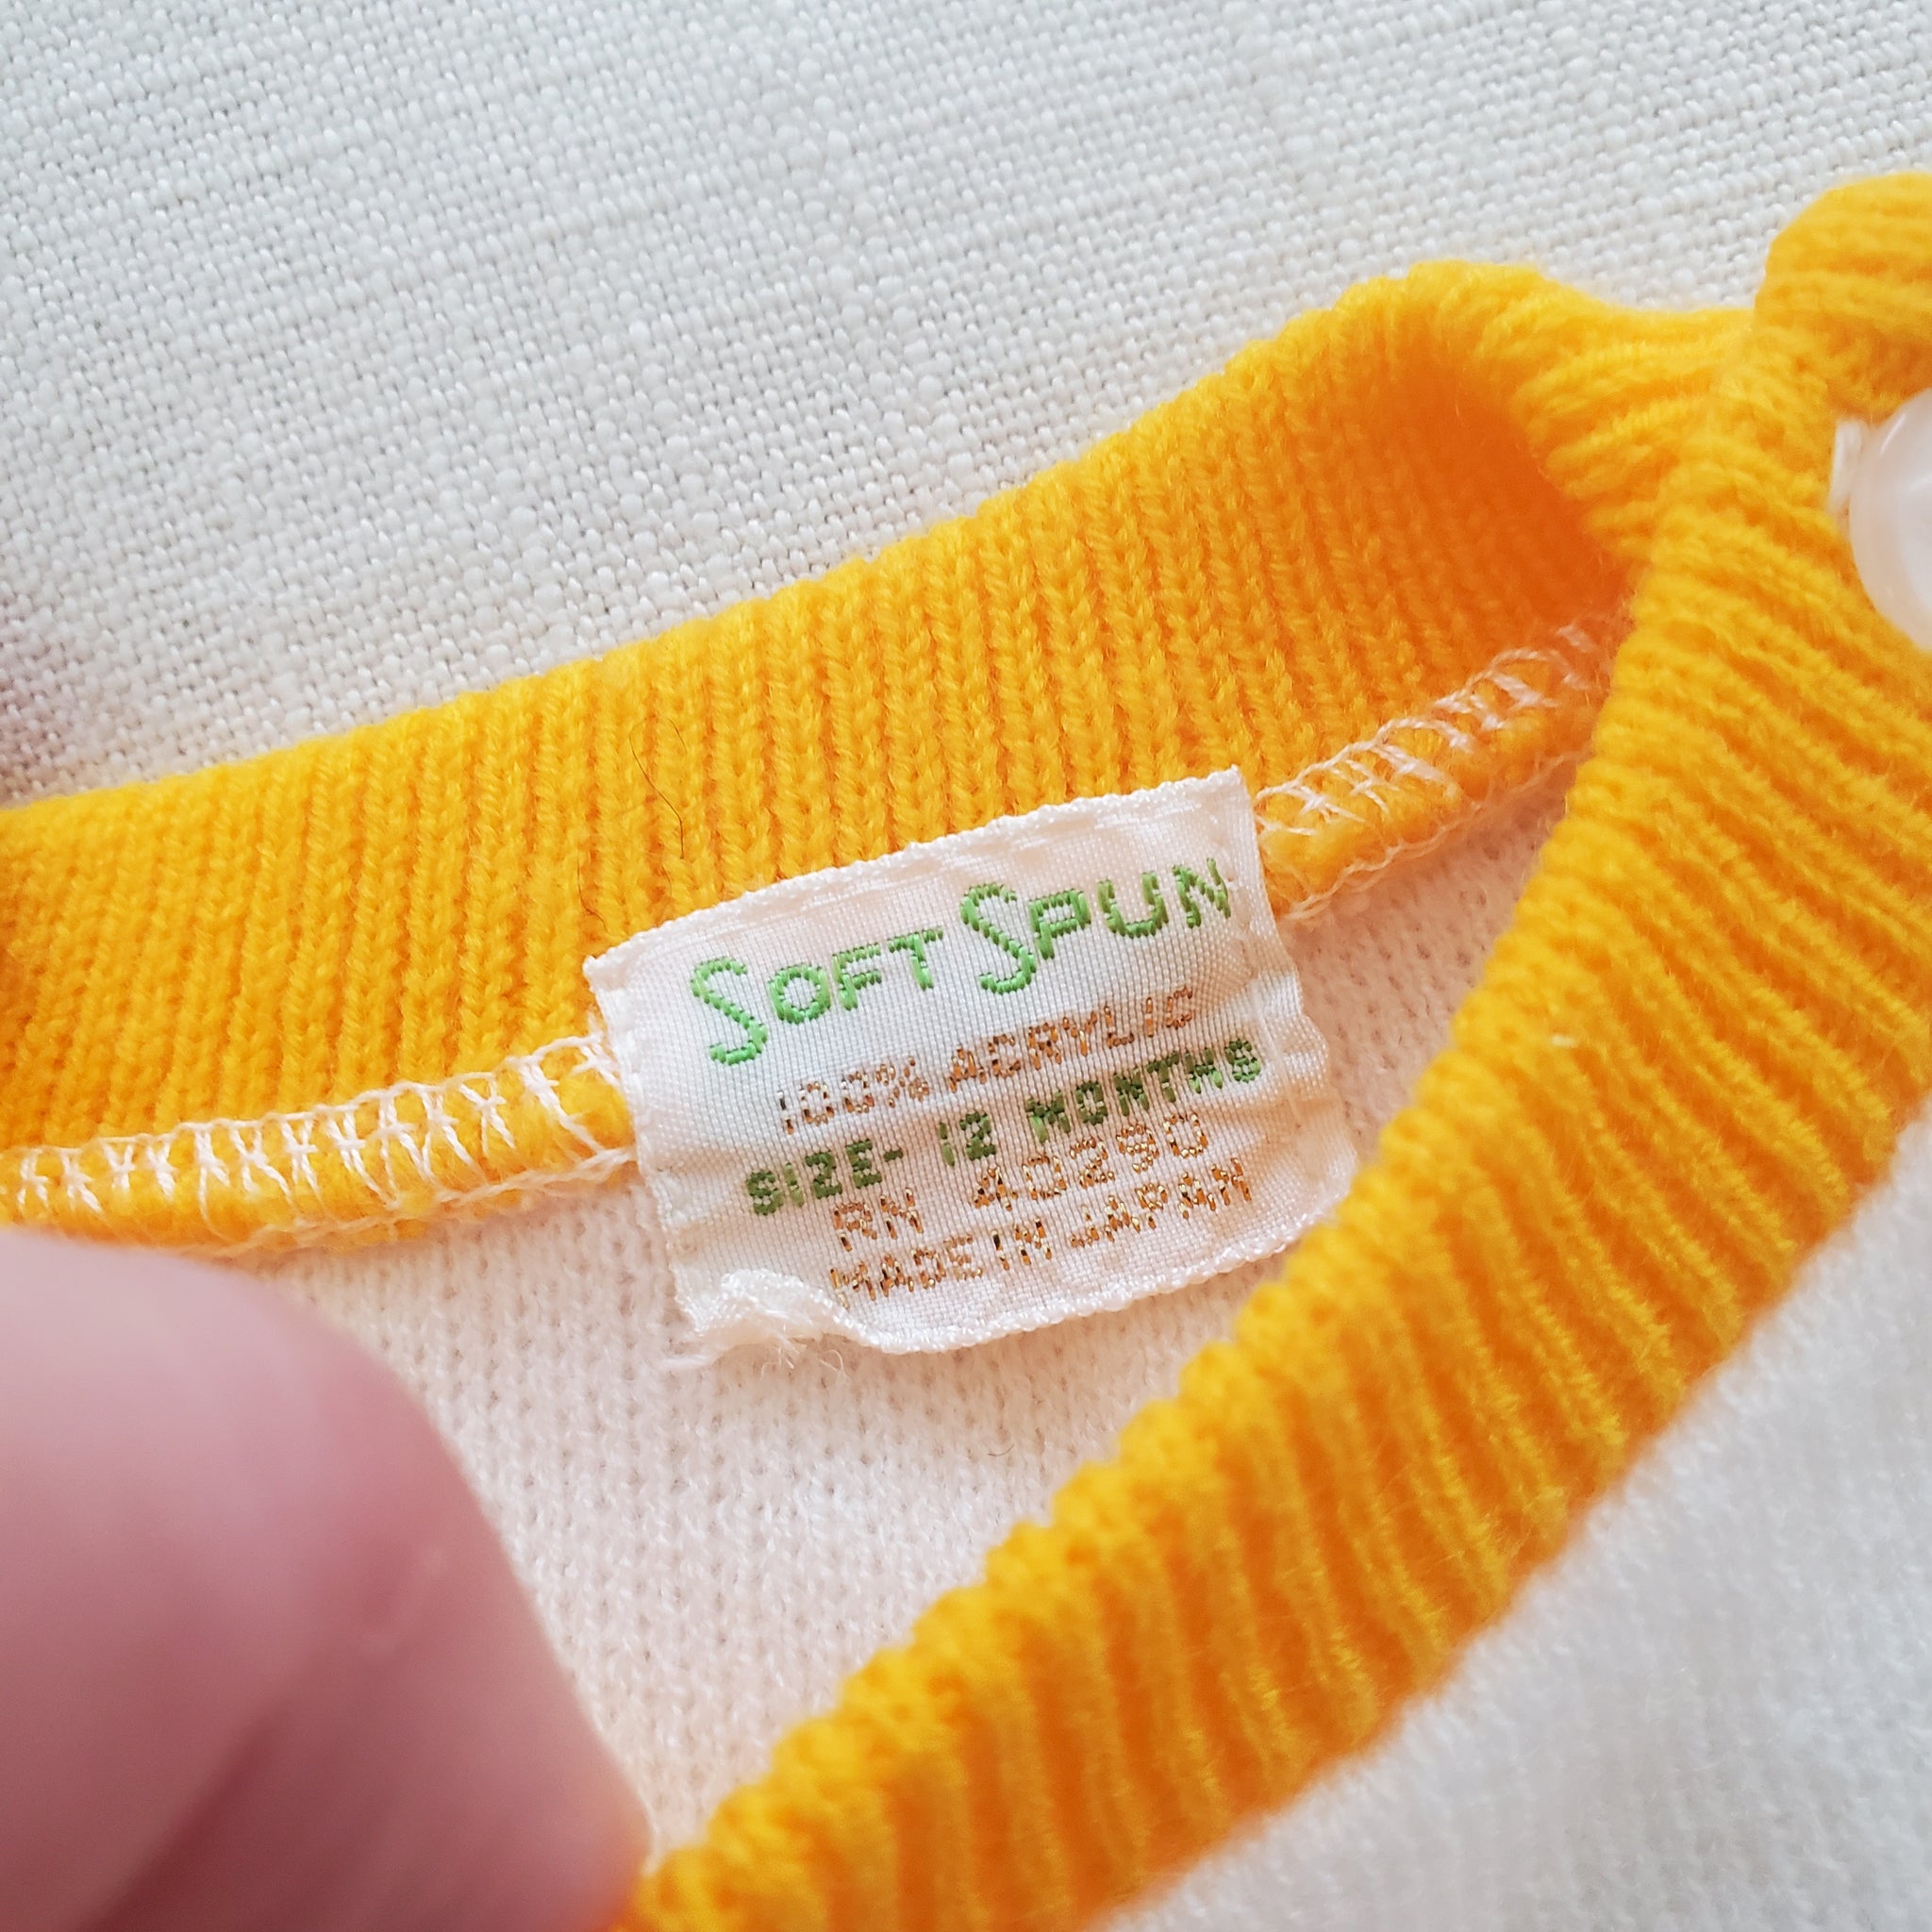 SOFT SPUN
100% ACRYLIC
SIZE- 12 MONTHS
RN 40290
MADE IN JAPAN